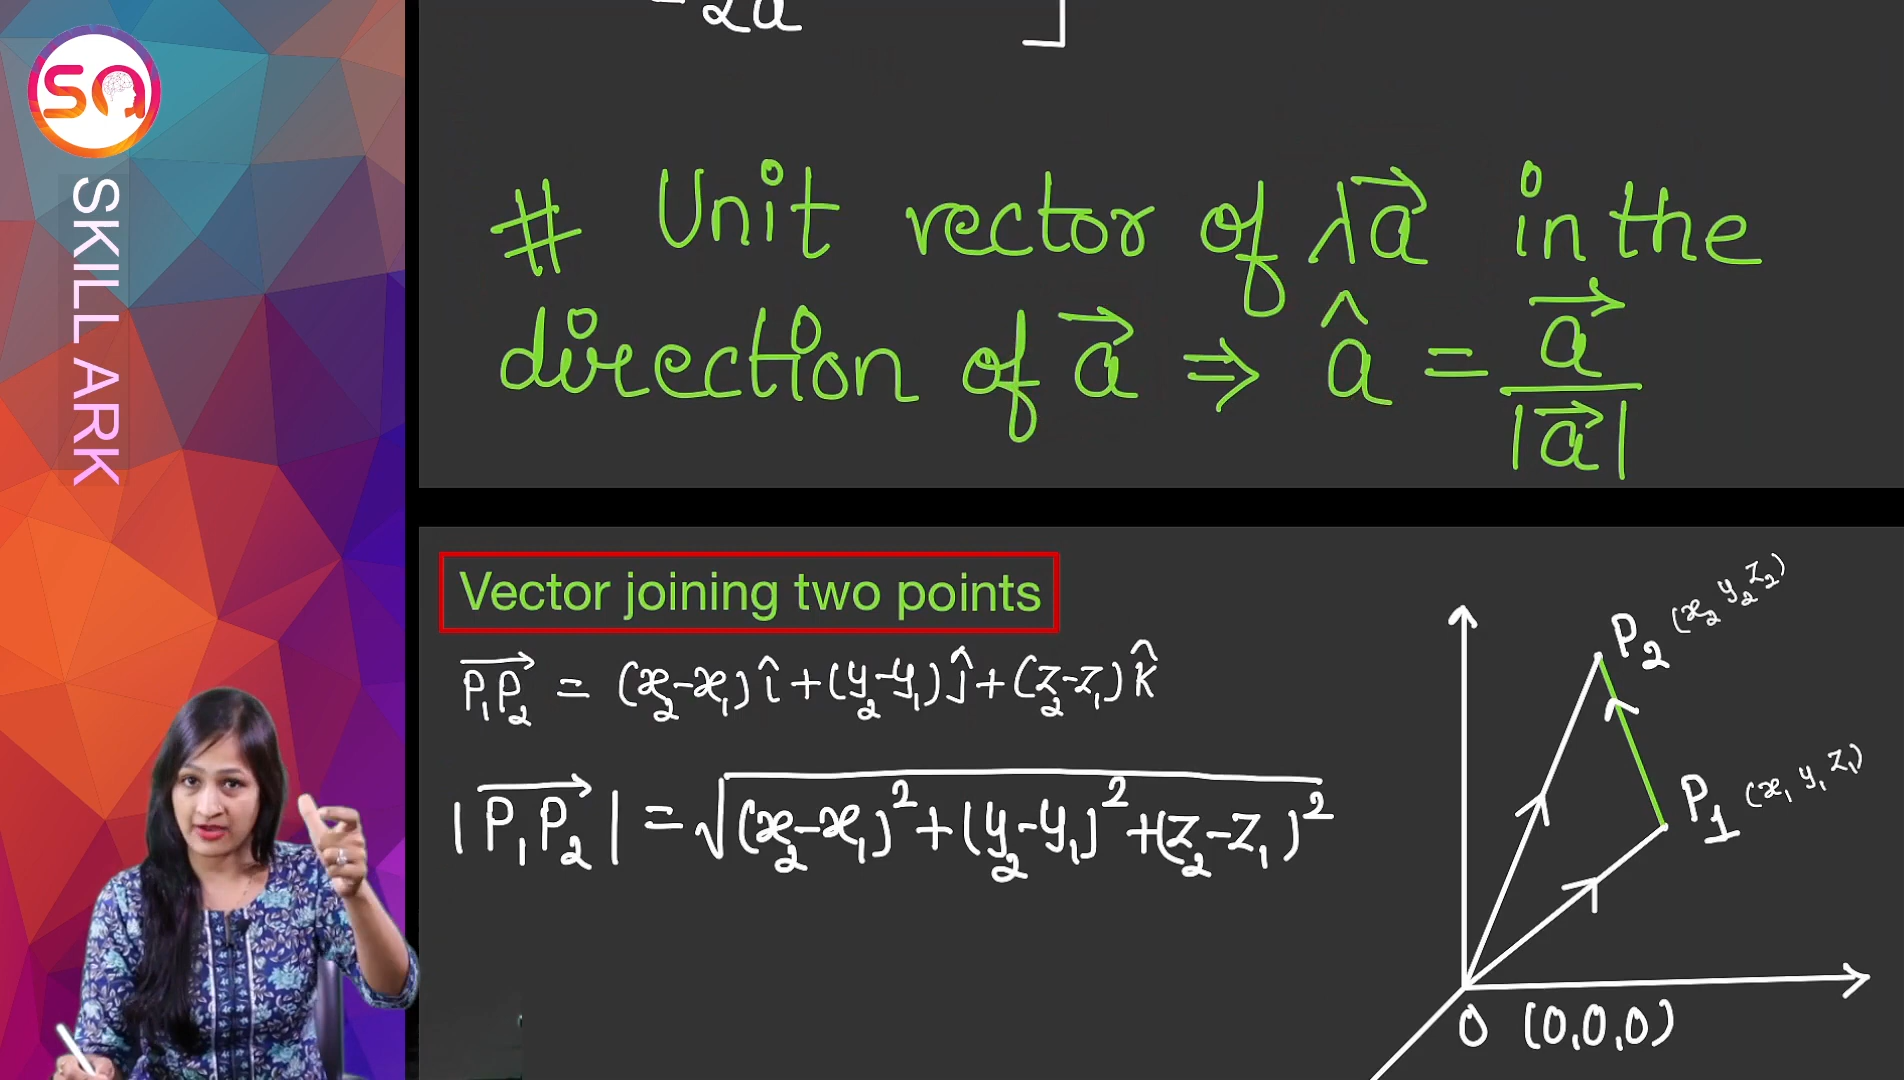 SA
SKILL ARK
-2a ]
# Unit vector of λa⃗ in the
direction of a⃗ ⇒ â = a⃗ / |a⃗|
Vector joining two points
P₁P₂⃗ = (x₂-x₁)î+(y₂-y₁)ĵ+(z₂-z₁)k̂
|P₁P₂⃗| = √(x₂-x₁)²+(y₂-y₁)²+(z₂-z₁)²
P₂ (x₂ y₂ z₂)
P₁ (x₁ y₁ z₁)
O (0,0,0)